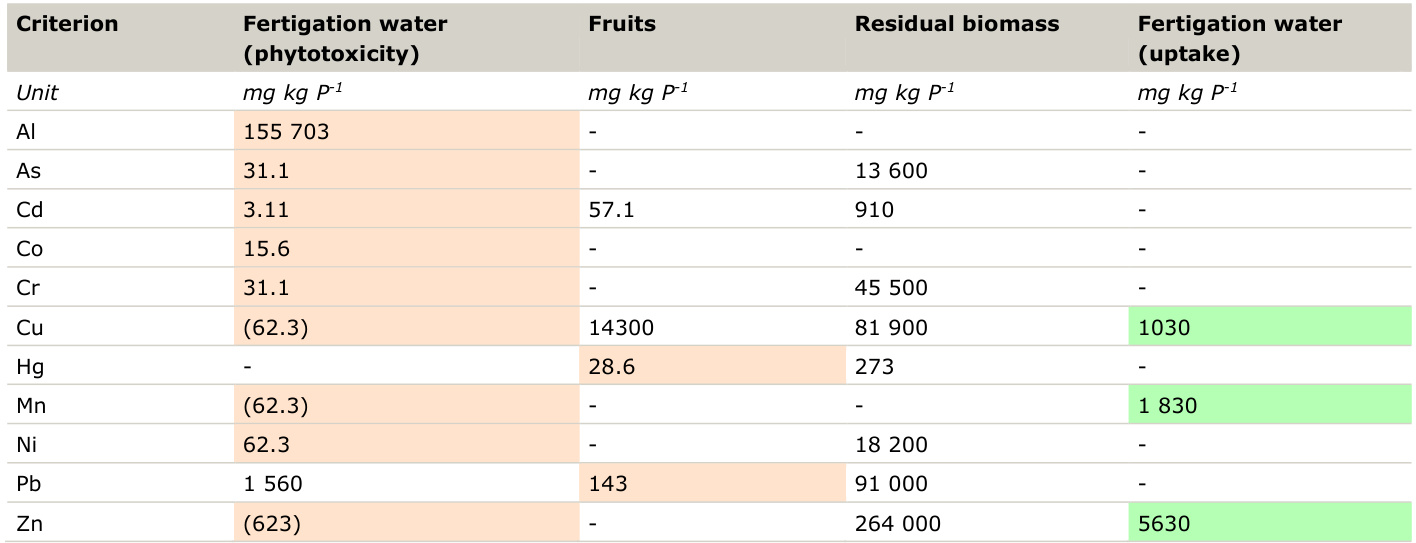 Criterion Fertigation water (phytotoxicity) Fruits Residual biomass Fertigation water (uptake)
Unit mg kg P-1 mg kg P-1 mg kg P-1 mg kg P-1
Al 155 703 - - -
As 31.1 - 13 600 -
Cd 3.11 57.1 910 -
Co 15.6 - - -
Cr 31.1 - 45 500 -
Cu (62.3) 14300 81 900 1030
Hg - 28.6 273 -
Mn (62.3) - - 1 830
Ni 62.3 - 18 200 -
Pb 1 560 143 91 000 -
Zn (623) - 264 000 5630